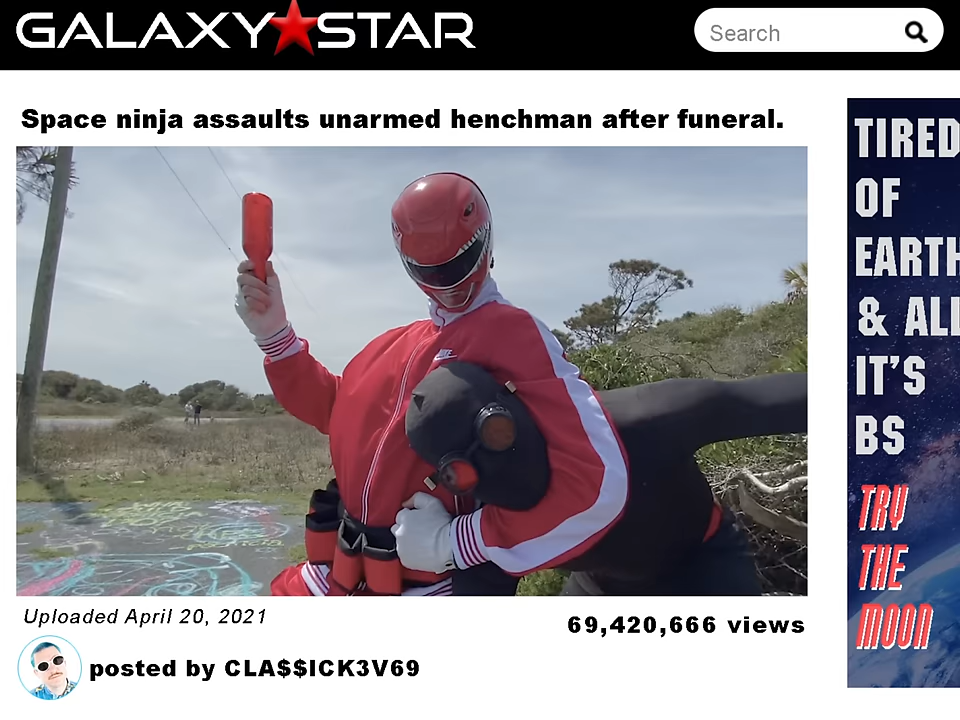 GALAXY★STAR
Search
Space ninja assaults unarmed henchman after funeral.
TIRED
OF
EARTH
& ALL
IT'S
BS
TRY
THE
MOON
Uploaded April 20, 2021
69,420,666 views
posted by CLA$$ICK3V69